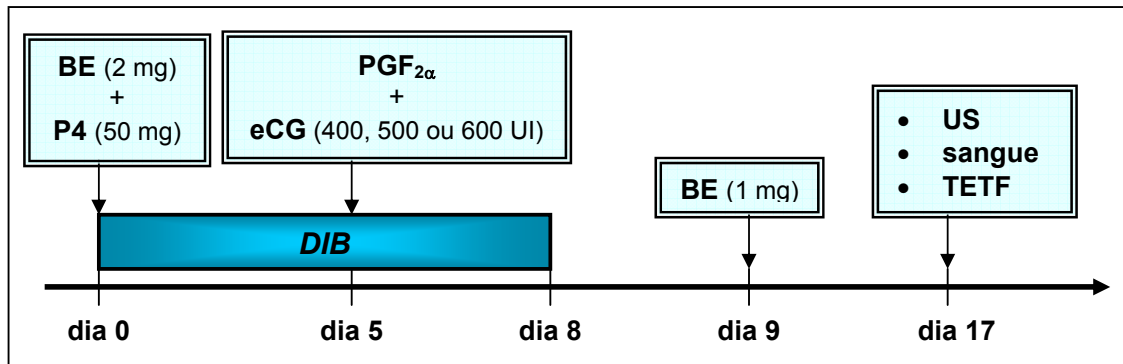 BE (2 mg)
+
P4 (50 mg)
PGF2α
+
eCG (400, 500 ou 600 UI)
BE (1 mg)
• US
• sangue
• TETF
DIB
dia 0
dia 5
dia 8
dia 9
dia 17